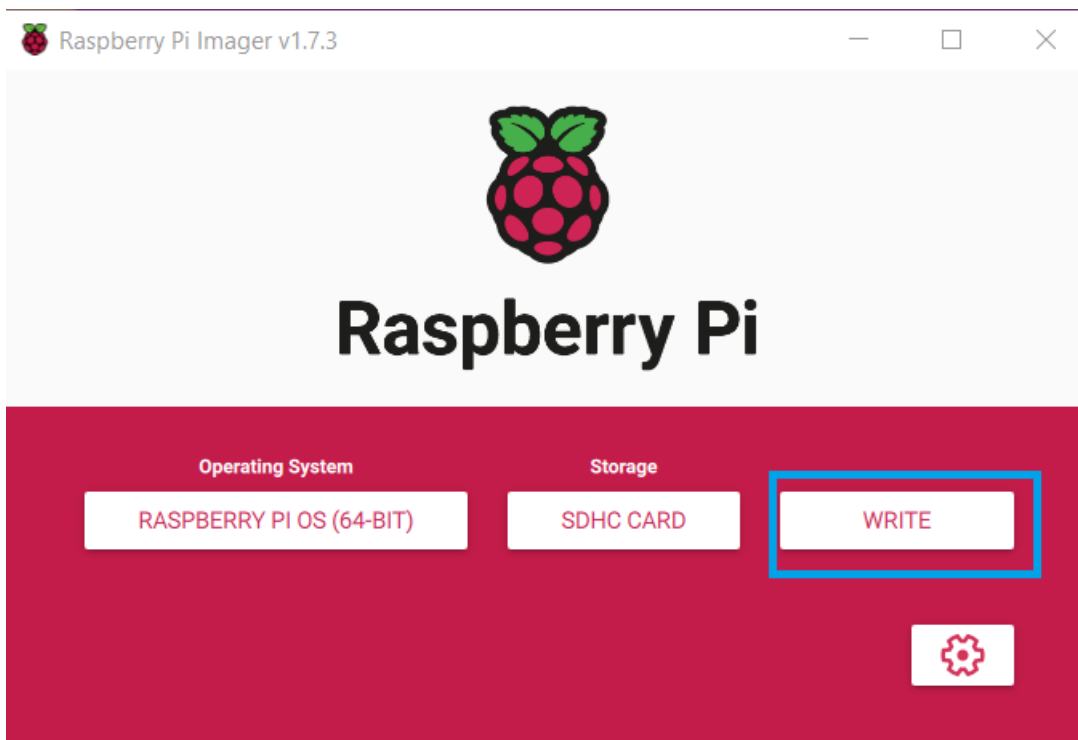 Raspberry Pi Imager v1.7.3
Raspberry Pi
Operating System
Storage
RASPBERRY PI OS (64-BIT)
SDHC CARD
WRITE